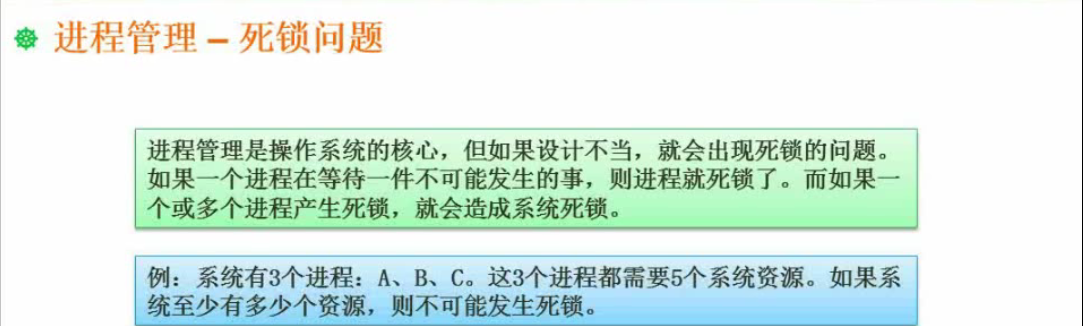 进程管理 – 死锁问题
进程管理是操作系统的核心，但如果设计不当，就会出现死锁的问题。
如果一个进程在等待一件不可能发生的事，则进程就死锁了。而如果一
个或多个进程产生死锁，就会造成系统死锁。
例：系统有3个进程：A、B、C。这3个进程都需要5个系统资源。如果系
统至少有多少个资源，则不可能发生死锁。